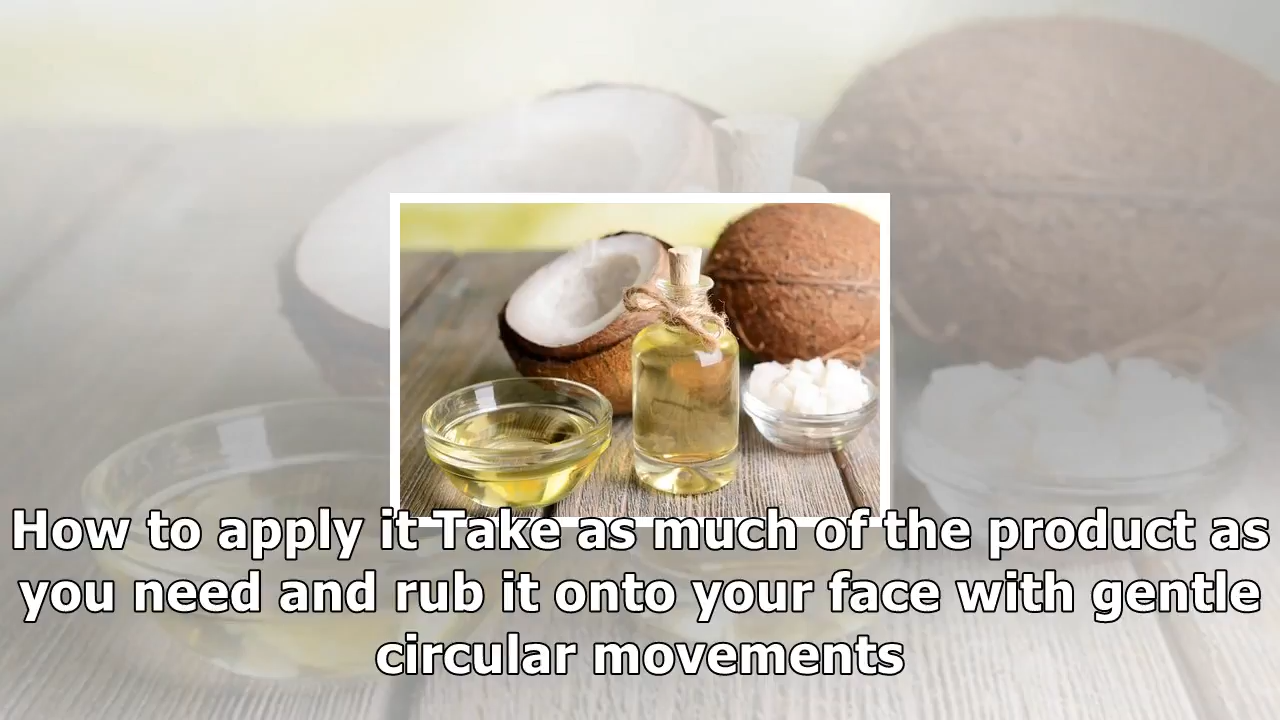 How to apply it Take as much of the product as
you need and rub it onto your face with gentle
circular movements